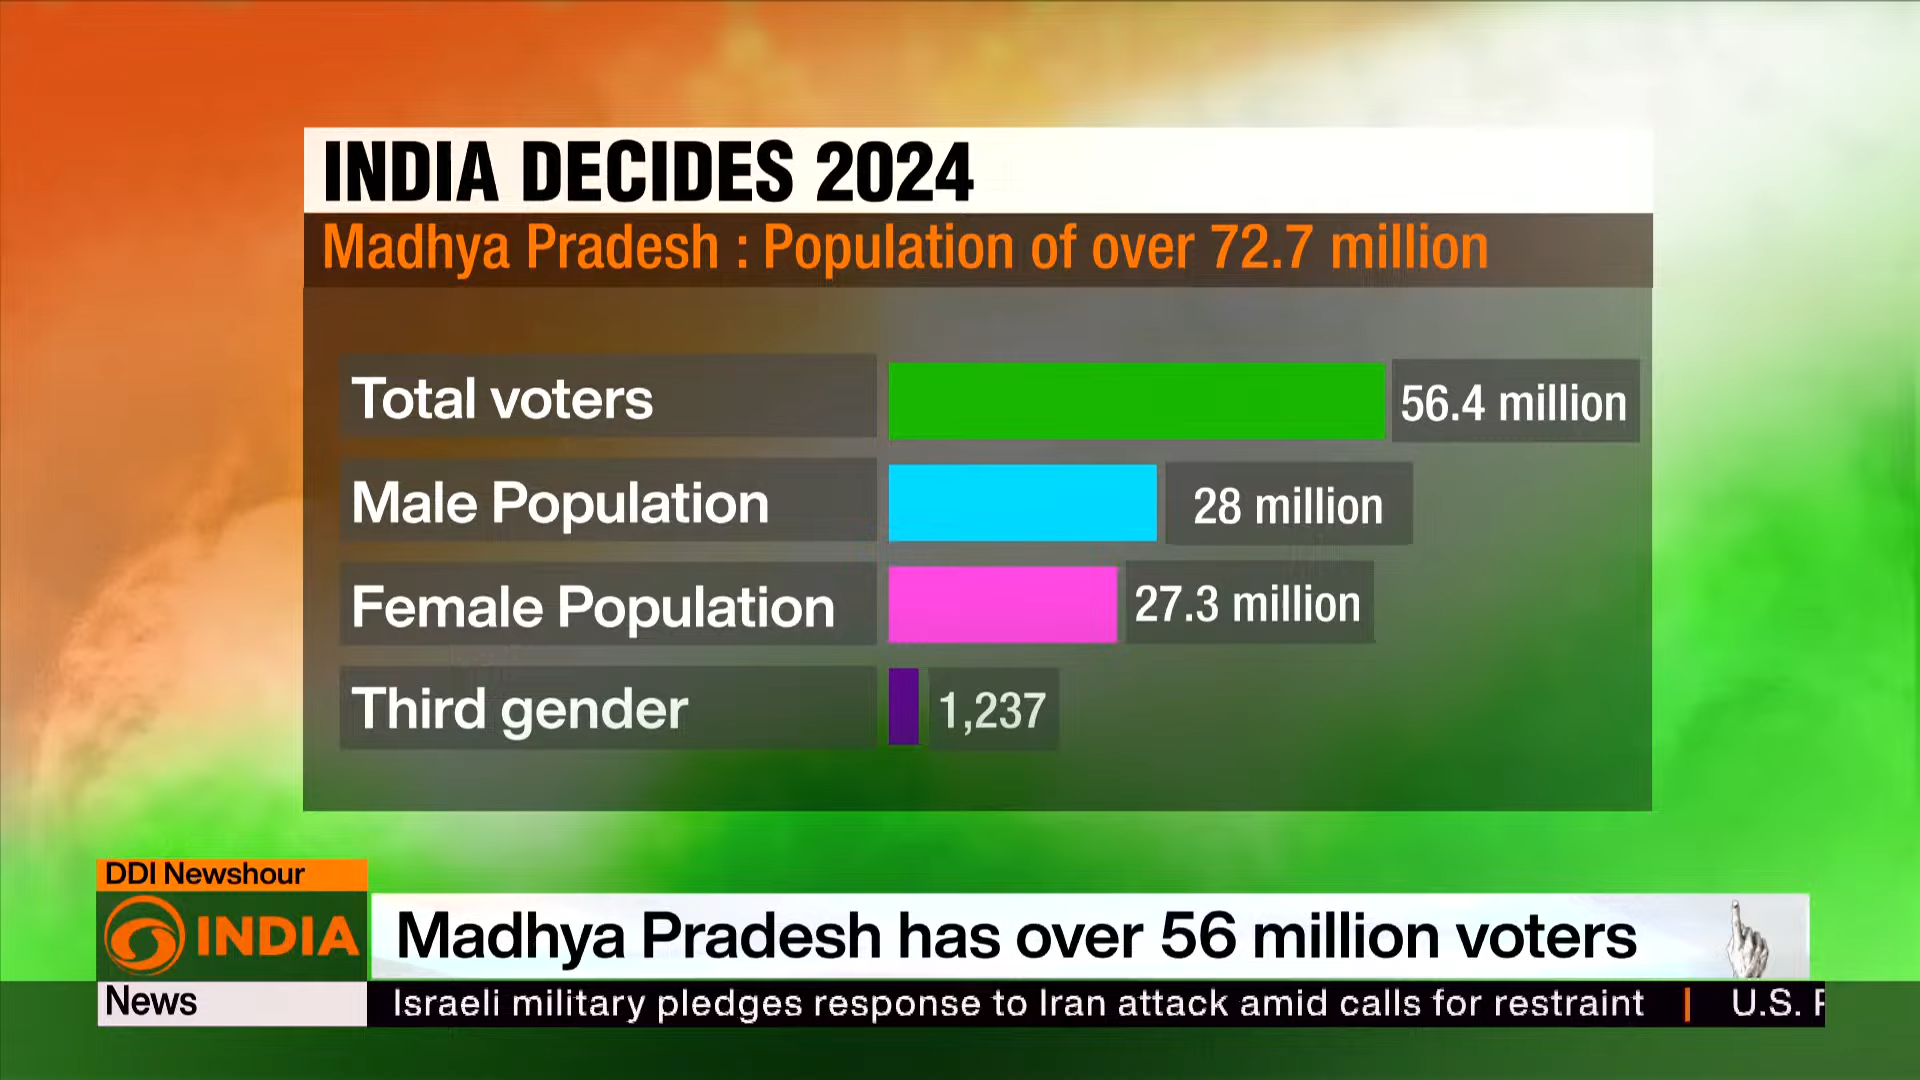 INDIA DECIDES 2024
Madhya Pradesh : Population of over 72.7 million
Total voters 56.4 million
Male Population 28 million
Female Population 27.3 million
Third gender 1,237
DDI Newshour
INDIA
Madhya Pradesh has over 56 million voters
News
Israeli military pledges response to Iran attack amid calls for restraint | U.S.